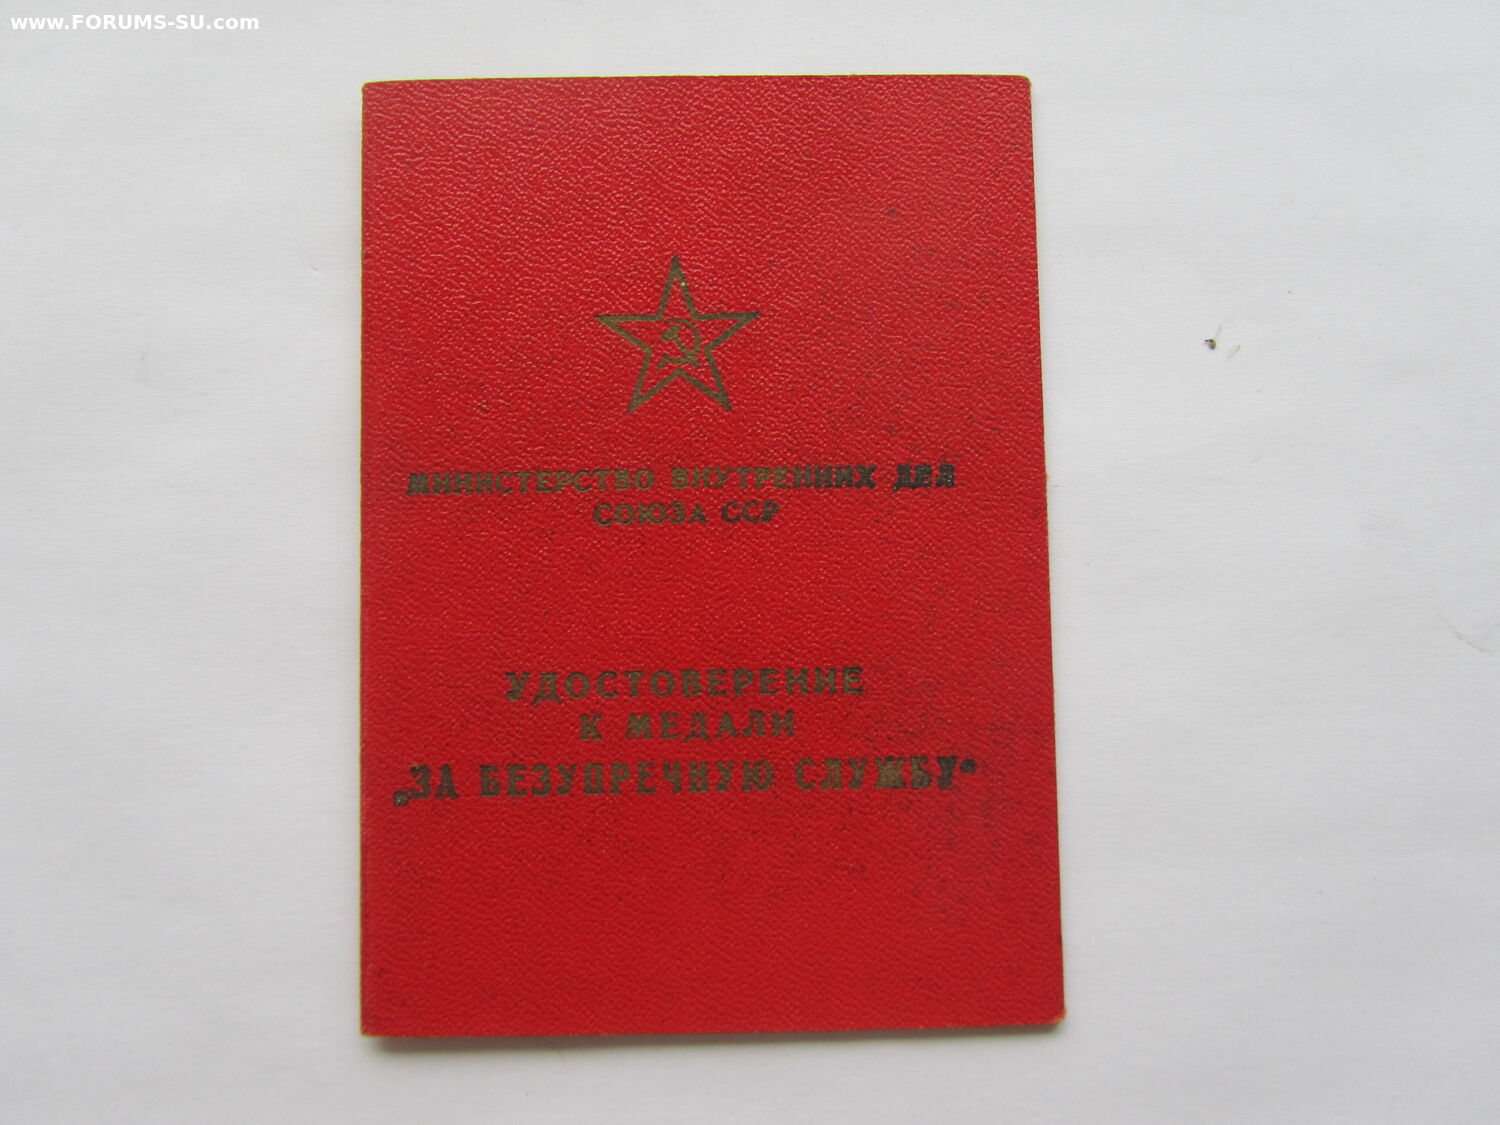 www.FORUMS-SU.com
МИНИСТЕРСТВО ВНУТРЕННИХ ДЕЛ
СОЮЗА ССР
УДОСТОВЕРЕНИЕ
К МЕДАЛИ
„ЗА БЕЗУПРЕЧНУЮ СЛУЖБУ“